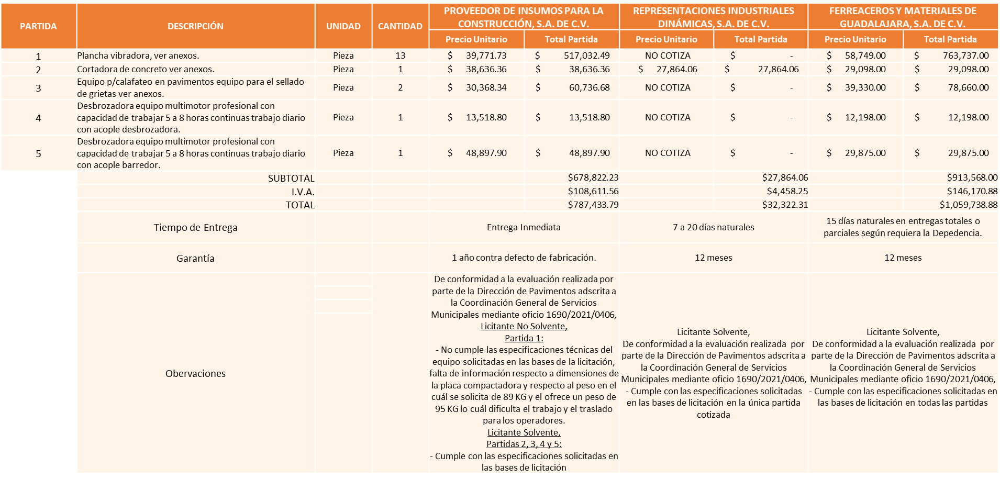 PARTIDA
DESCRIPCIÓN
UNIDAD
CANTIDAD
PROVEEDOR DE INSUMOS PARA LA
CONSTRUCCIÓN, S.A. DE C.V.
REPRESENTACIONES INDUSTRIALES
DINÁMICAS, S.A. DE C.V.
FERREACEROS Y MATERIALES DE
GUADALAJARA, S.A. DE C.V.
Precio Unitario Total Partida Precio Unitario Total Partida Precio Unitario Total Partida
1 Plancha vibradora, ver anexos. Pieza 13 $ 39,771.73 $ 517,032.49 NO COTIZA $ - $ 58,749.00 $ 763,737.00
2 Cortadora de concreto ver anexos. Pieza 1 $ 38,636.36 $ 38,636.36 $ 27,864.06 $ 27,864.06 $ 29,098.00 $ 29,098.00
3 Equipo p/calafateo en pavimentos equipo para el sellado
de grietas ver anexos.
Pieza 2 $ 30,368.34 $ 60,736.68 NO COTIZA $ - $ 39,330.00 $ 78,660.00
4 Desbrozadora equipo multimotor profesional con
capacidad de trabajar 5 a 8 horas continuas trabajo diario
con acople desbrozadora.
Pieza 1 $ 13,518.80 $ 13,518.80 NO COTIZA $ - $ 12,198.00 $ 12,198.00
5 Desbrozadora equipo multimotor profesional con
capacidad de trabajar 5 a 8 horas continuas trabajo diario
con acople barredor.
Pieza 1 $ 48,897.90 $ 48,897.90 NO COTIZA $ - $ 29,875.00 $ 29,875.00
SUBTOTAL $678,822.23 $27,864.06 $913,568.00
I.V.A. $108,611.56 $4,458.25 $146,170.88
TOTAL $787,433.79 $32,322.31 $1,059,738.88
Tiempo de Entrega
Entrega Inmediata
7 a 20 días naturales
15 días naturales en entregas totales o
parciales según requiera la Depedencia.
Garantía
1 año contra defecto de fabricación.
12 meses
12 meses
Obervaciones
De conformidad a la evaluación realizada por
parte de la Dirección de Pavimentos adscrita a
la Coordinación General de Servicios
Municipales mediante oficio 1690/2021/0406,
Licitante No Solvente,
Partida 1:
- No cumple las especificaciones técnicas del
equipo solicitadas en las bases de la licitación,
falta de información respecto a dimensiones de
la placa compactadora y respecto al peso en el
cuál se solicita de 89 KG y el ofrece un peso de
95 KG lo cuál dificulta el trabajo y el traslado
para los operadores.
Licitante Solvente,
Partidas 2, 3, 4 y 5:
- Cumple con las especificaciones solicitadas en
las bases de licitación
Licitante Solvente,
De conformidad a la evaluación realizada por
parte de la Dirección de Pavimentos adscrita a
la Coordinación General de Servicios
Municipales mediante oficio 1690/2021/0406,
- Cumple con las especificaciones solicitadas
en las bases de licitación en la única partida
cotizada
Licitante Solvente,
De conformidad a la evaluación realizada por
parte de la Dirección de Pavimentos adscrita a
la Coordinación General de Servicios
Municipales mediante oficio 1690/2021/0406,
- Cumple con las especificaciones solicitadas en
las bases de licitación en todas las partidas